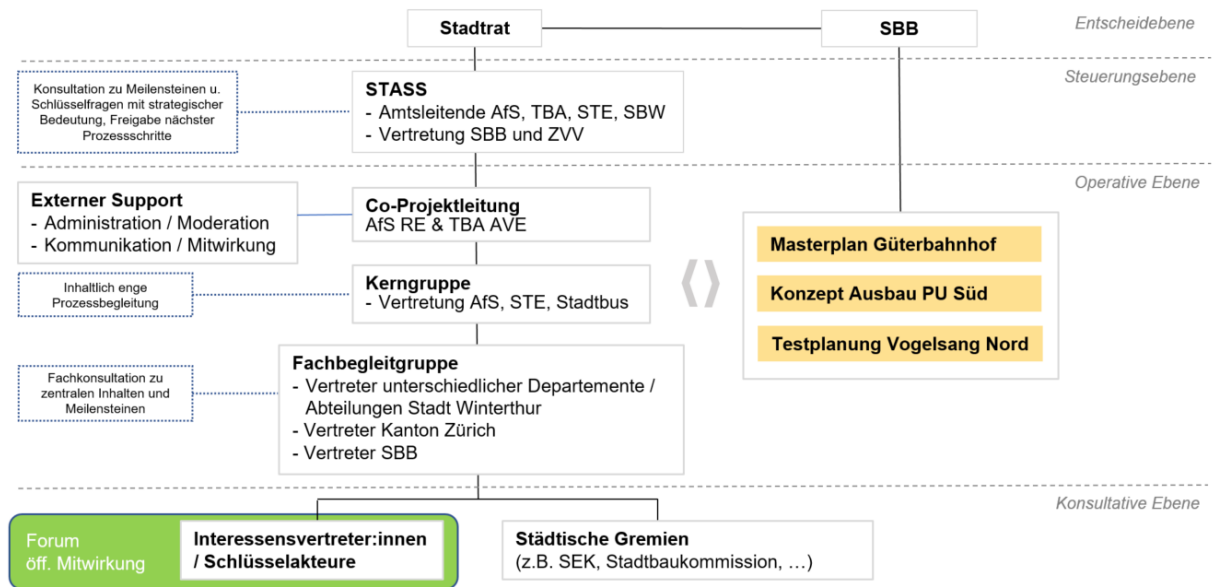 Stadtrat
SBB
Entscheidebene
Steuerungsebene
Konsultation zu Meilensteinen u.
Schlüsselfragen mit strategischer
Bedeutung, Freigabe nächster
Prozessschritte
STASS
- Amtsleitende AfS, TBA, STE, SBW
- Vertretung SBB und ZVV
Operative Ebene
Externer Support
- Administration / Moderation
- Kommunikation / Mitwirkung
Co-Projektleitung
AfS RE & TBA AVE
Inhaltlich enge
Prozessbegleitung
Kerngruppe
- Vertretung AfS, STE, Stadtbus
Masterplan Güterbahnhof
Konzept Ausbau PU Süd
Testplanung Vogelsang Nord
Fachkonsultation zu
zentralen Inhalten und
Meilensteinen
Fachbegleitgruppe
- Vertreter unterschiedlicher Departemente /
Abteilungen Stadt Winterthur
- Vertreter Kanton Zürich
- Vertreter SBB
Konsultative Ebene
Forum
öff. Mitwirkung
Interessensvertreter:innen
/ Schlüsselakteure
Städtische Gremien
(z.B. SEK, Stadtbaukommission, …)